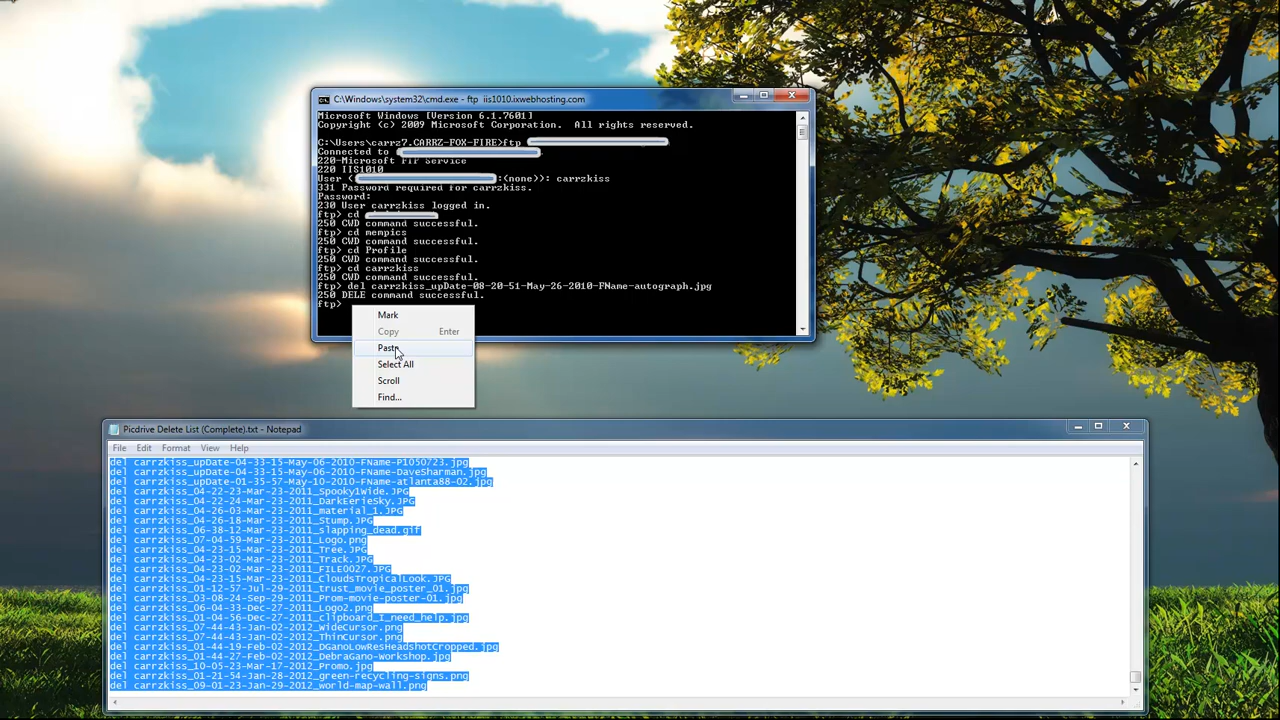 C:\Windows\system32\cmd.exe - ftp  iis1010.ixwebhosting.com
Microsoft Windows [Version 6.1.7601]
Copyright (c) 2009 Microsoft Corporation.  All rights reserved.
C:\Users\carrz7.CARRZ-FOX-FIRE>ftp
Connected to
220-Microsoft FTP Service
220 IIS1010
User ( :(none)): carrzkiss
331 Password required for carrzkiss.
Password:
230 User carrzkiss logged in.
ftp> cd
250 CWD command successful.
ftp> cd mempics
250 CWD command successful.
ftp> cd Profile
250 CWD command successful.
ftp> cd carrzkiss
250 CWD command successful.
ftp> del carrzkiss_upDate-08-20-51-May-26-2010-FName-autograph.jpg
250 DELE command successful.
ftp>
Mark
Copy Enter
Paste
Select All
Scroll
Find...
Picdrive Delete List (Complete).txt - Notepad
File Edit Format View Help
del carrzkiss_upDate-04-33-15-May-06-2010-FName-P1050723.jpg
del carrzkiss_upDate-04-33-15-May-06-2010-FName-DaveSharman.jpg
del carrzkiss_upDate-01-35-57-May-10-2010-FName-atlanta88-02.jpg
del carrzkiss_04-22-23-Mar-23-2011_Spooky1Wide.JPG
del carrzkiss_04-22-24-Mar-23-2011_DarkEerieSky.JPG
del carrzkiss_04-26-03-Mar-23-2011_material_1.JPG
del carrzkiss_04-26-18-Mar-23-2011_Stump.JPG
del carrzkiss_06-38-12-Mar-23-2011_slapping_dead.gif
del carrzkiss_07-04-59-Mar-23-2011_Logo.png
del carrzkiss_04-23-15-Mar-23-2011_Tree.JPG
del carrzkiss_04-23-02-Mar-23-2011_Track.JPG
del carrzkiss_04-23-02-Mar-23-2011_FILE0027.JPG
del carrzkiss_04-23-15-Mar-23-2011_CloudsTropicalLook.JPG
del carrzkiss_01-12-57-Jul-29-2011_trust_movie_poster_01.jpg
del carrzkiss_03-08-24-Sep-29-2011_Prom-movie-poster-01.jpg
del carrzkiss_06-04-33-Dec-27-2011_Logo2.png
del carrzkiss_01-04-56-Dec-27-2011_clipboard_I_need_help.jpg
del carrzkiss_07-44-43-Jan-02-2012_WideCursor.png
del carrzkiss_07-44-43-Jan-02-2012_ThinCursor.png
del carrzkiss_01-44-19-Feb-02-2012_DGanoLowResHeadshotCropped.jpg
del carrzkiss_01-44-27-Feb-02-2012_DebraGano-workshop.jpg
del carrzkiss_10-05-23-Mar-17-2012_Promo.jpg
del carrzkiss_01-21-54-Jan-28-2012_green-recycling-signs.png
del carrzkiss_09-01-23-Jan-29-2012_world-map-wall.png